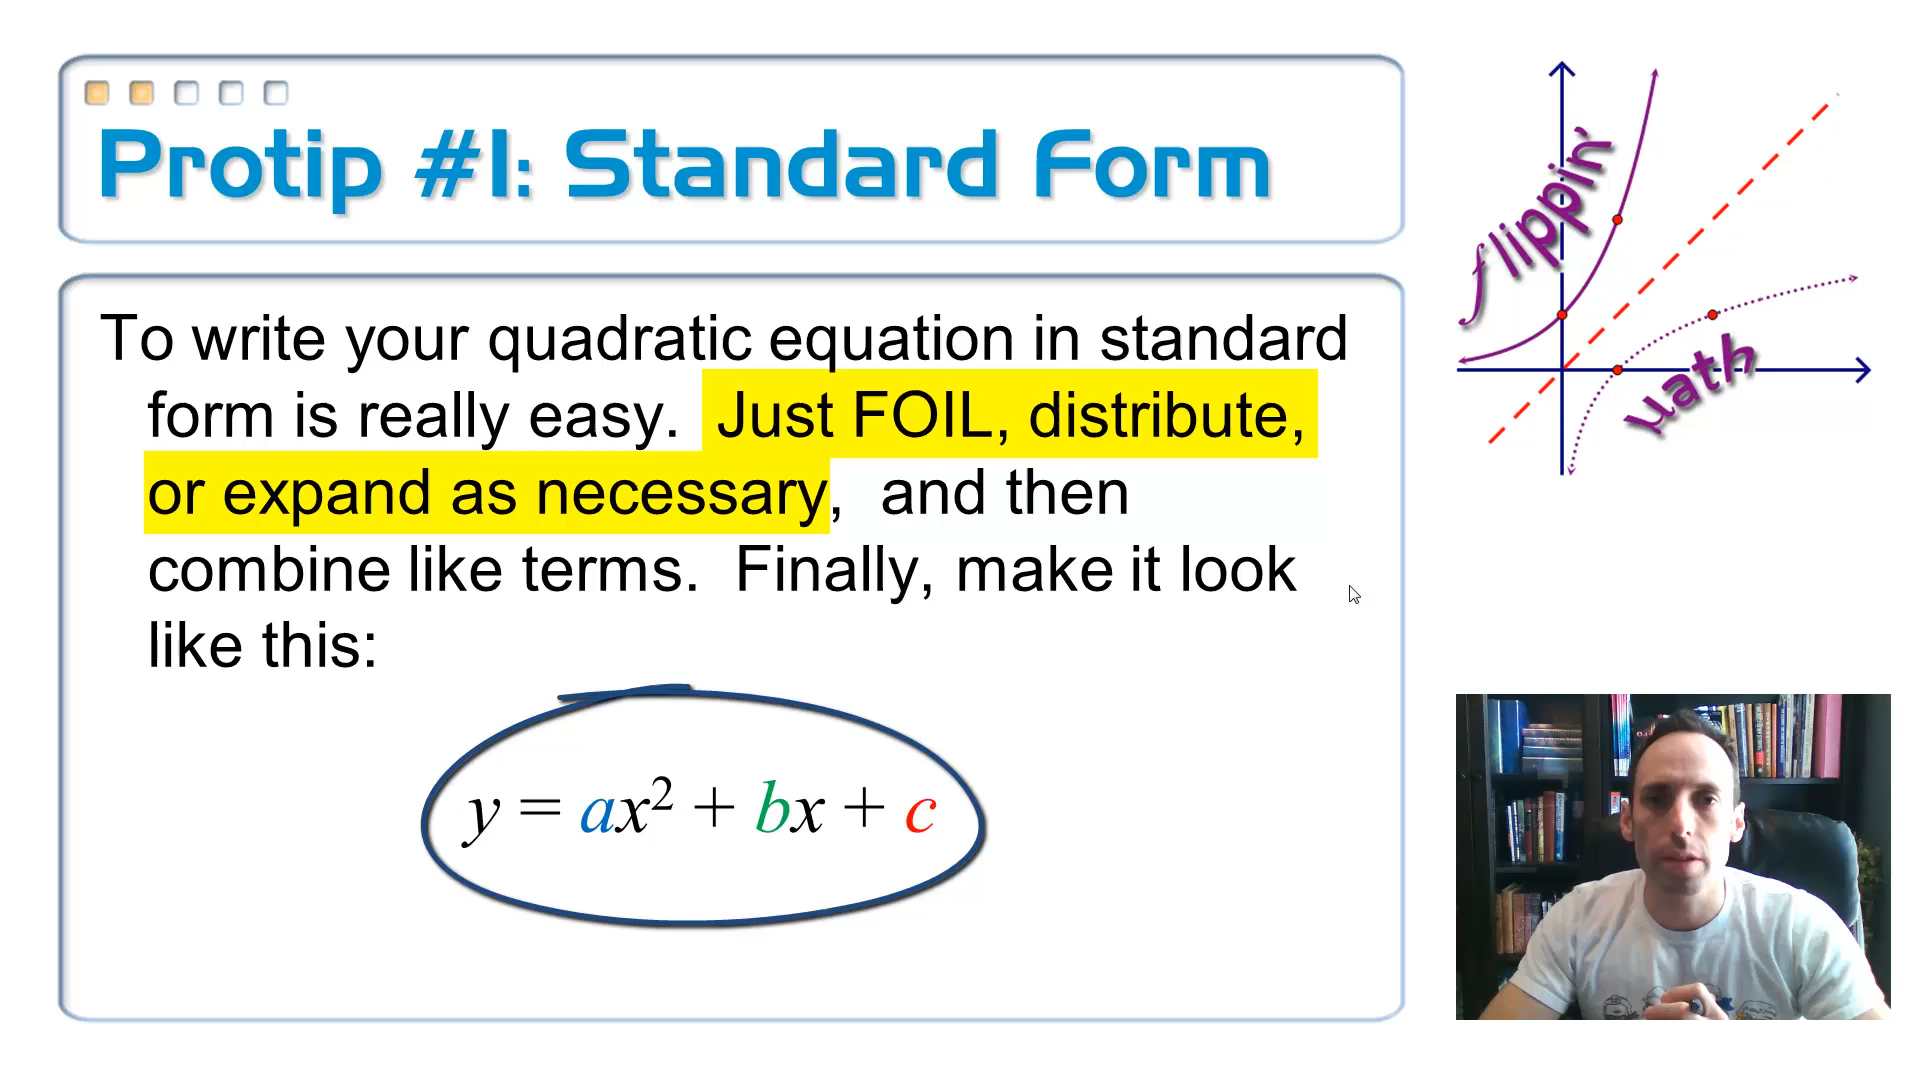 Protip #1: Standard Form
To write your quadratic equation in standard
form is really easy.  Just FOIL, distribute,
or expand as necessary,  and then
combine like terms.  Finally, make it look
like this:
y = ax² + bx + c
flippin'
math